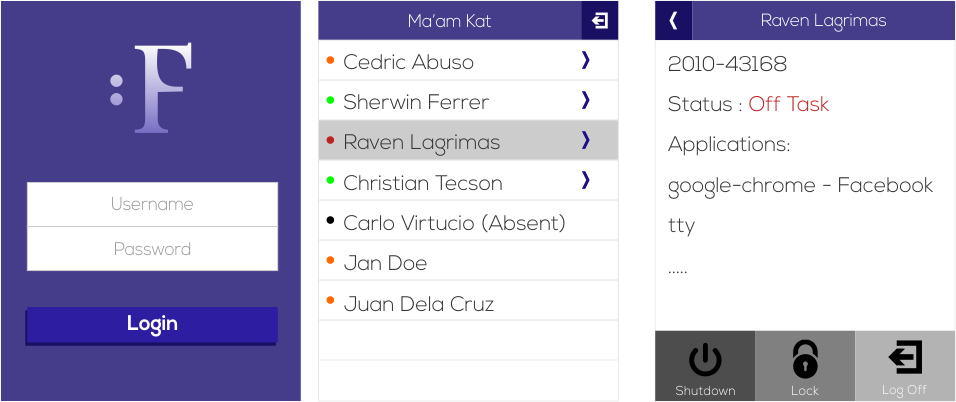 :F
Username
Password
Login
Ma'am Kat
Cedric Abuso
Sherwin Ferrer
Raven Lagrimas
Christian Tecson
Carlo Virtucio (Absent)
Jan Doe
Juan Dela Cruz
Raven Lagrimas
2010-43168
Status : Off Task
Applications:
google-chrome - Facebook
tty
.....
Shutdown
Lock
Log Off